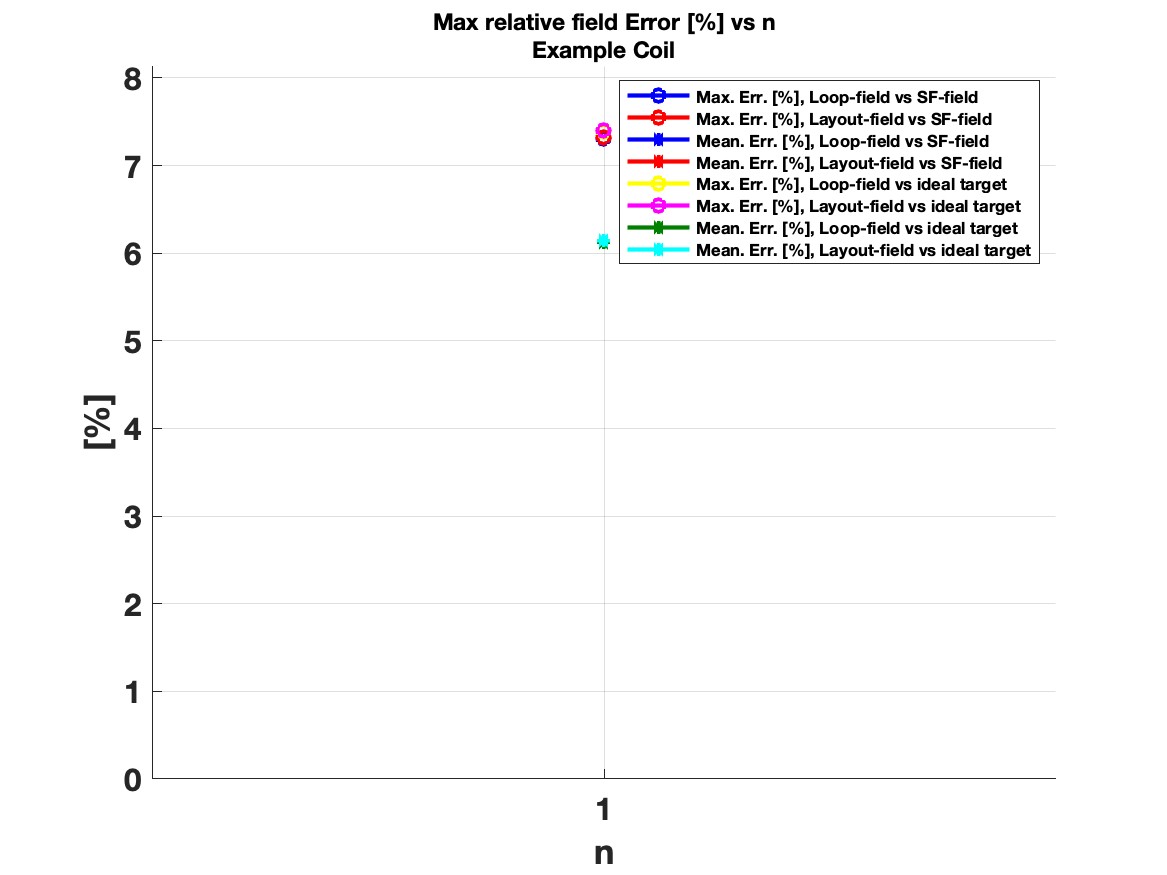 Max relative field Error [%] vs n
Example Coil
8
7
6
5
4
3
2
1
0
[%]
Max. Err. [%], Loop-field vs SF-field
Max. Err. [%], Layout-field vs SF-field
Mean. Err. [%], Loop-field vs SF-field
Mean. Err. [%], Layout-field vs SF-field
Max. Err. [%], Loop-field vs ideal target
Max. Err. [%], Layout-field vs ideal target
Mean. Err. [%], Loop-field vs ideal target
Mean. Err. [%], Layout-field vs ideal target
1
n